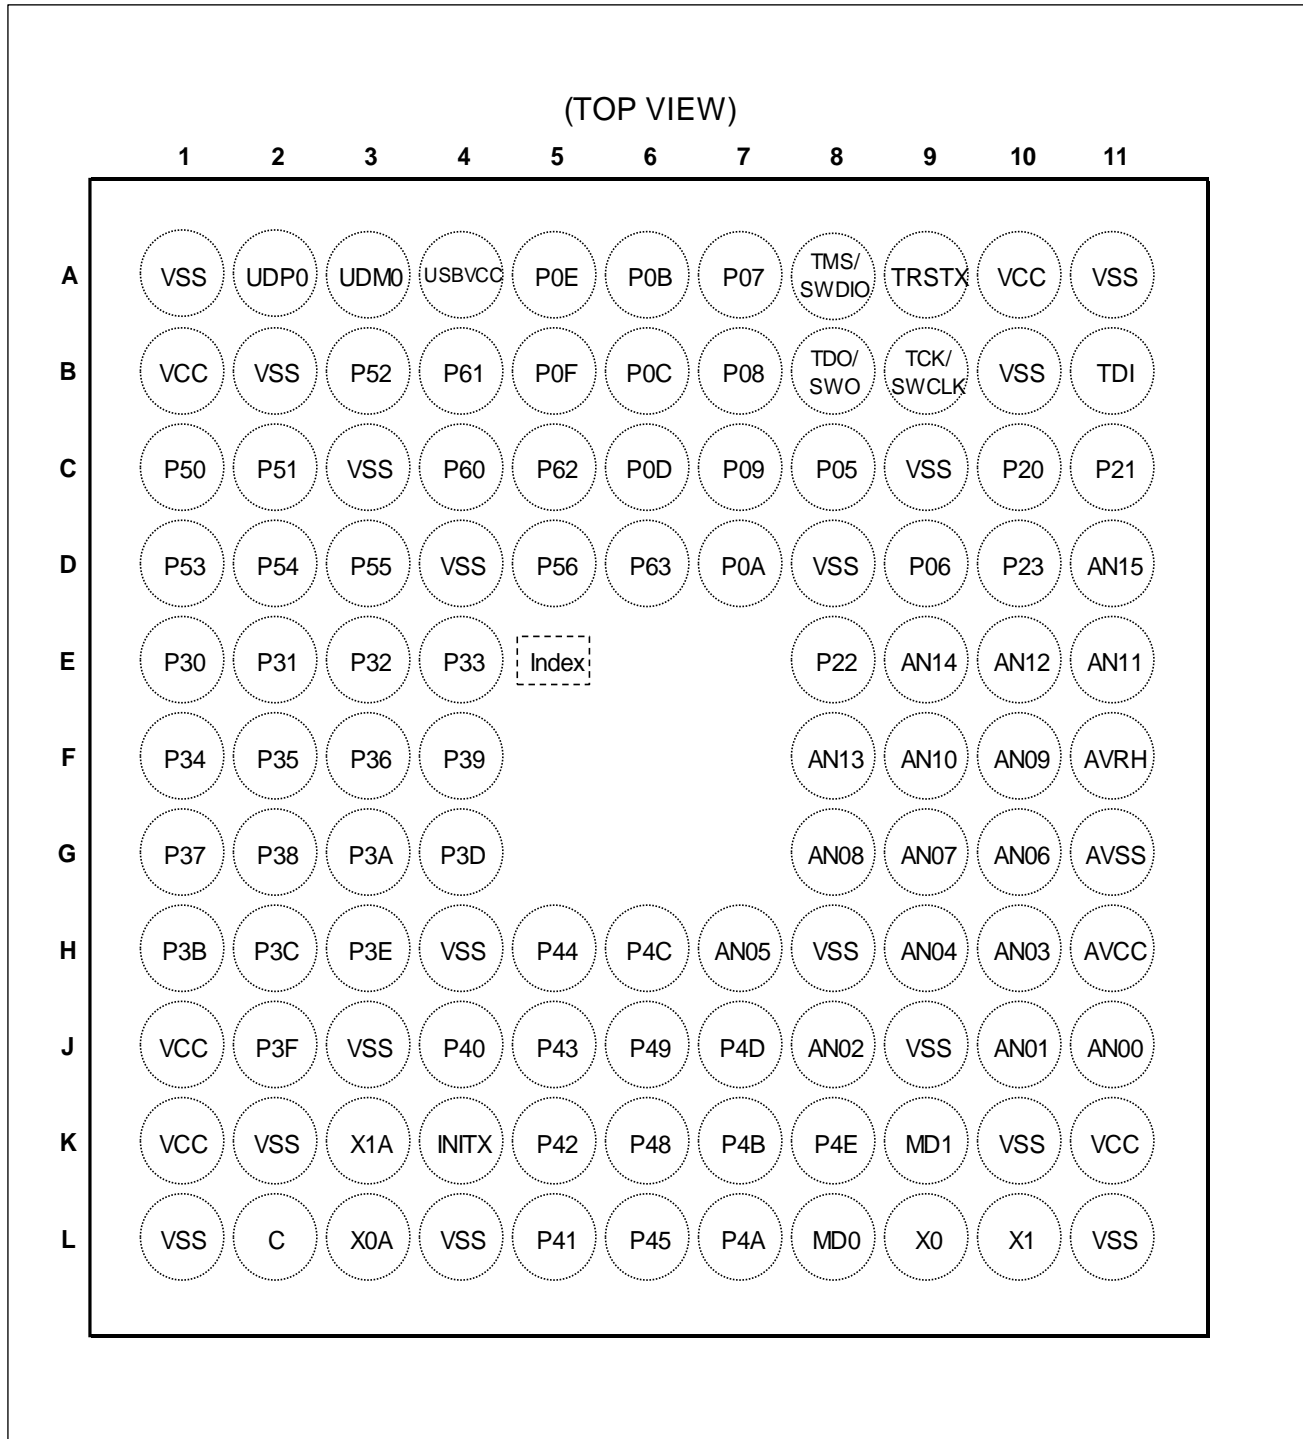 (TOP VIEW)
1 2 3 4 5 6 7 8 9 10 11
A VSS UDP0 UDM0 USBVCC P0E P0B P07 TMS/ SWDIO TRSTX VCC VSS
B VCC VSS P52 P61 P0F P0C P08 TDO/ SWO TCK/ SWCLK VSS TDI
C P50 P51 VSS P60 P62 P0D P09 P05 VSS P20 P21
D P53 P54 P55 VSS P56 P63 P0A VSS P06 P23 AN15
E P30 P31 P32 P33 Index P22 AN14 AN12 AN11
F P34 P35 P36 P39 AN13 AN10 AN09 AVRH
G P37 P38 P3A P3D AN08 AN07 AN06 AVSS
H P3B P3C P3E VSS P44 P4C AN05 VSS AN04 AN03 AVCC
J VCC P3F VSS P40 P43 P49 P4D AN02 VSS AN01 AN00
K VCC VSS X1A INITX P42 P48 P4B P4E MD1 VSS VCC
L VSS C X0A VSS P41 P45 P4A MD0 X0 X1 VSS